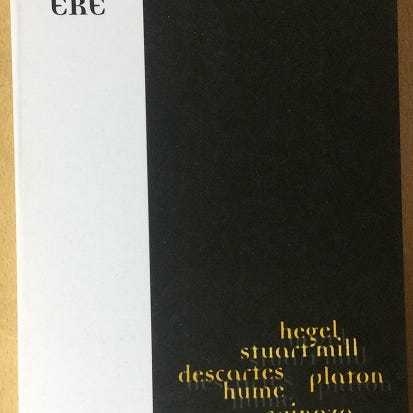 ERE
hegel
stuart mill
descartes platon
hume